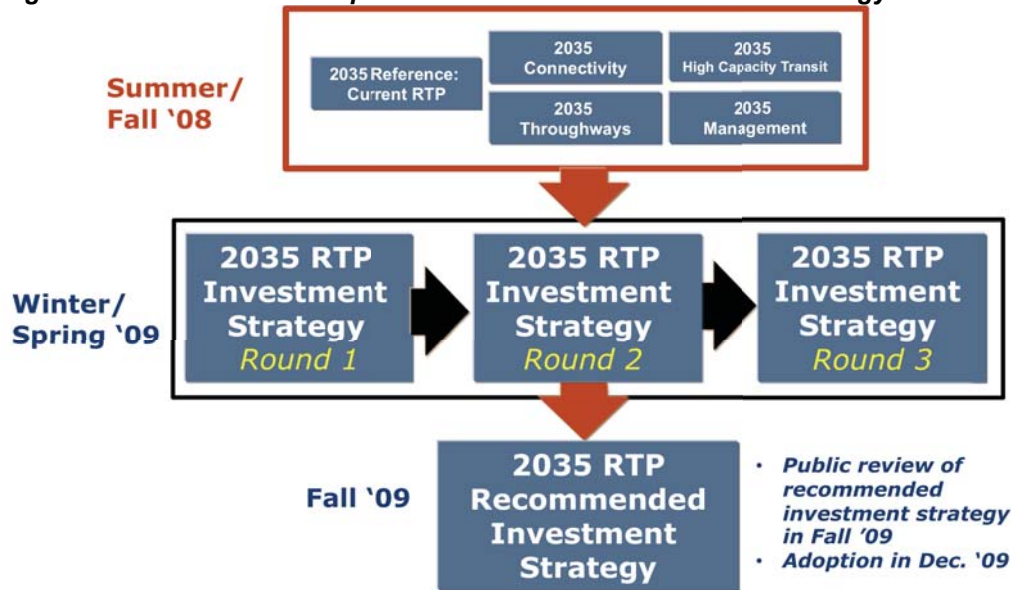 Summer/
Fall ‘08
2035 Reference:
Current RTP
2035
Connectivity
2035
High Capacity Transit
2035
Throughways
2035
Management
Winter/
Spring ‘09
2035 RTP
Investment
Strategy
Round 1
2035 RTP
Investment
Strategy
Round 2
2035 RTP
Investment
Strategy
Round 3
Fall ‘09
2035 RTP
Recommended
Investment
Strategy
• Public review of
recommended
investment strategy
in Fall ’09
• Adoption in Dec. ‘09